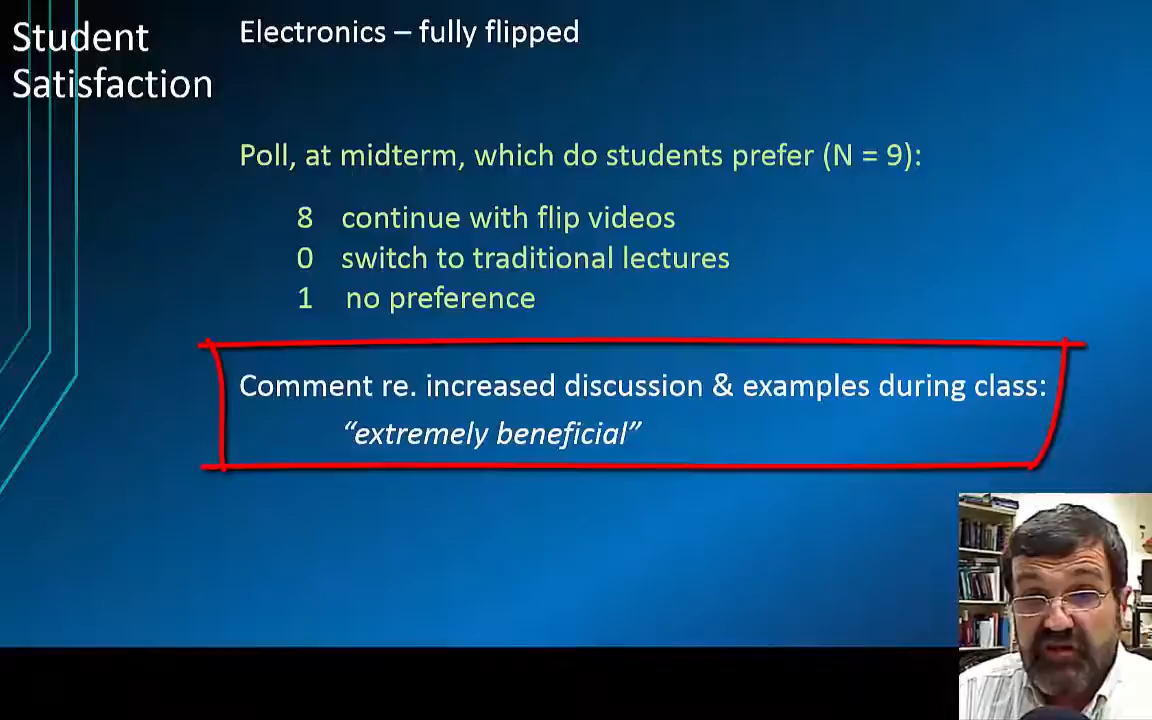 Student
Satisfaction
Electronics – fully flipped
Poll, at midterm, which do students prefer (N = 9):
8 continue with flip videos
0 switch to traditional lectures
1 no preference
Comment re. increased discussion & examples during class:
“extremely beneficial”